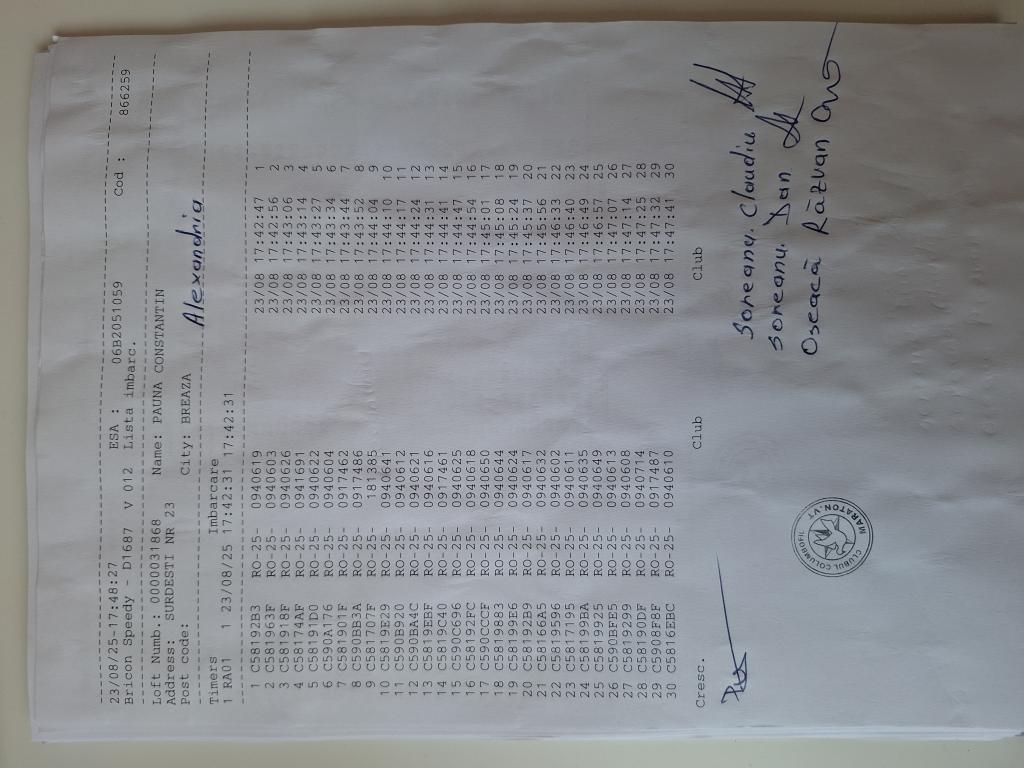 23/08/25-17:48:27 ESA : 06B2051059 Cod : 866259
Bricon Speedy - D1687 V 012 Lista imbarc.
Loft Numb.: 0000031868 Name: PAUNA CONSTANTIN
Address: SURDESTI NR 23
Post code: City: BREAZA
Alexandria
Timers Imbarcare
1 RA01 1 23/08/25 17:42:31 17:42:31
1 C58192B3 RO-25- 0940619 23/08 17:42:47 1
2 C581963F RO-25- 0940603 23/08 17:42:56 2
3 C581918F RO-25- 0940626 23/08 17:43:06 3
4 C58174AF RO-25- 0941691 23/08 17:43:14 4
5 C58191D0 RO-25- 0940622 23/08 17:43:27 5
6 C590A176 RO-25- 0940604 23/08 17:43:34 6
7 C581901F RO-25- 0917462 23/08 17:43:44 7
8 C590BB3A RO-25- 0917486 23/08 17:43:52 8
9 C581707F RO-25- 181385 23/08 17:44:04 9
10 C5819E29 RO-25- 0940641 23/08 17:44:10 10
11 C590B920 RO-25- 0940612 23/08 17:44:17 11
12 C590BA4C RO-25- 0940621 23/08 17:44:24 12
13 C5819EBF RO-25- 0940616 23/08 17:44:31 13
14 C5819C40 RO-25- 0917461 23/08 17:44:41 14
15 C590C696 RO-25- 0940625 23/08 17:44:47 15
16 C58192FC RO-25- 0940618 23/08 17:44:54 16
17 C590CCCF RO-25- 0940650 23/08 17:45:01 17
18 C5819883 RO-25- 0940644 23/08 17:45:08 18
19 C58199E6 RO-25- 0940624 23/08 17:45:24 19
20 C58192B9 RO-25- 0940617 23/08 17:45:37 20
21 C58166A5 RO-25- 0940632 23/08 17:45:56 21
22 C5819596 RO-25- 0940602 23/08 17:46:33 22
23 C5817195 RO-25- 0940611 23/08 17:46:40 23
24 C58199BA RO-25- 0940635 23/08 17:46:49 24
25 C5819925 RO-25- 0940649 23/08 17:46:57 25
26 C590BFE5 RO-25- 0940613 23/08 17:47:07 26
27 C5819299 RO-25- 0940608 23/08 17:47:14 27
28 C58190DF RO-25- 0940714 23/08 17:47:25 28
29 C5908F8F RO-25- 0917487 23/08 17:47:32 29
30 C5816EBC RO-25- 0940610 23/08 17:47:41 30
Cresc. Club Club
Soreanu Claudiu
Soreanu Dan
Oseacă Răzvan
CLUBUL COLUMBOFIL
MARATON.VT